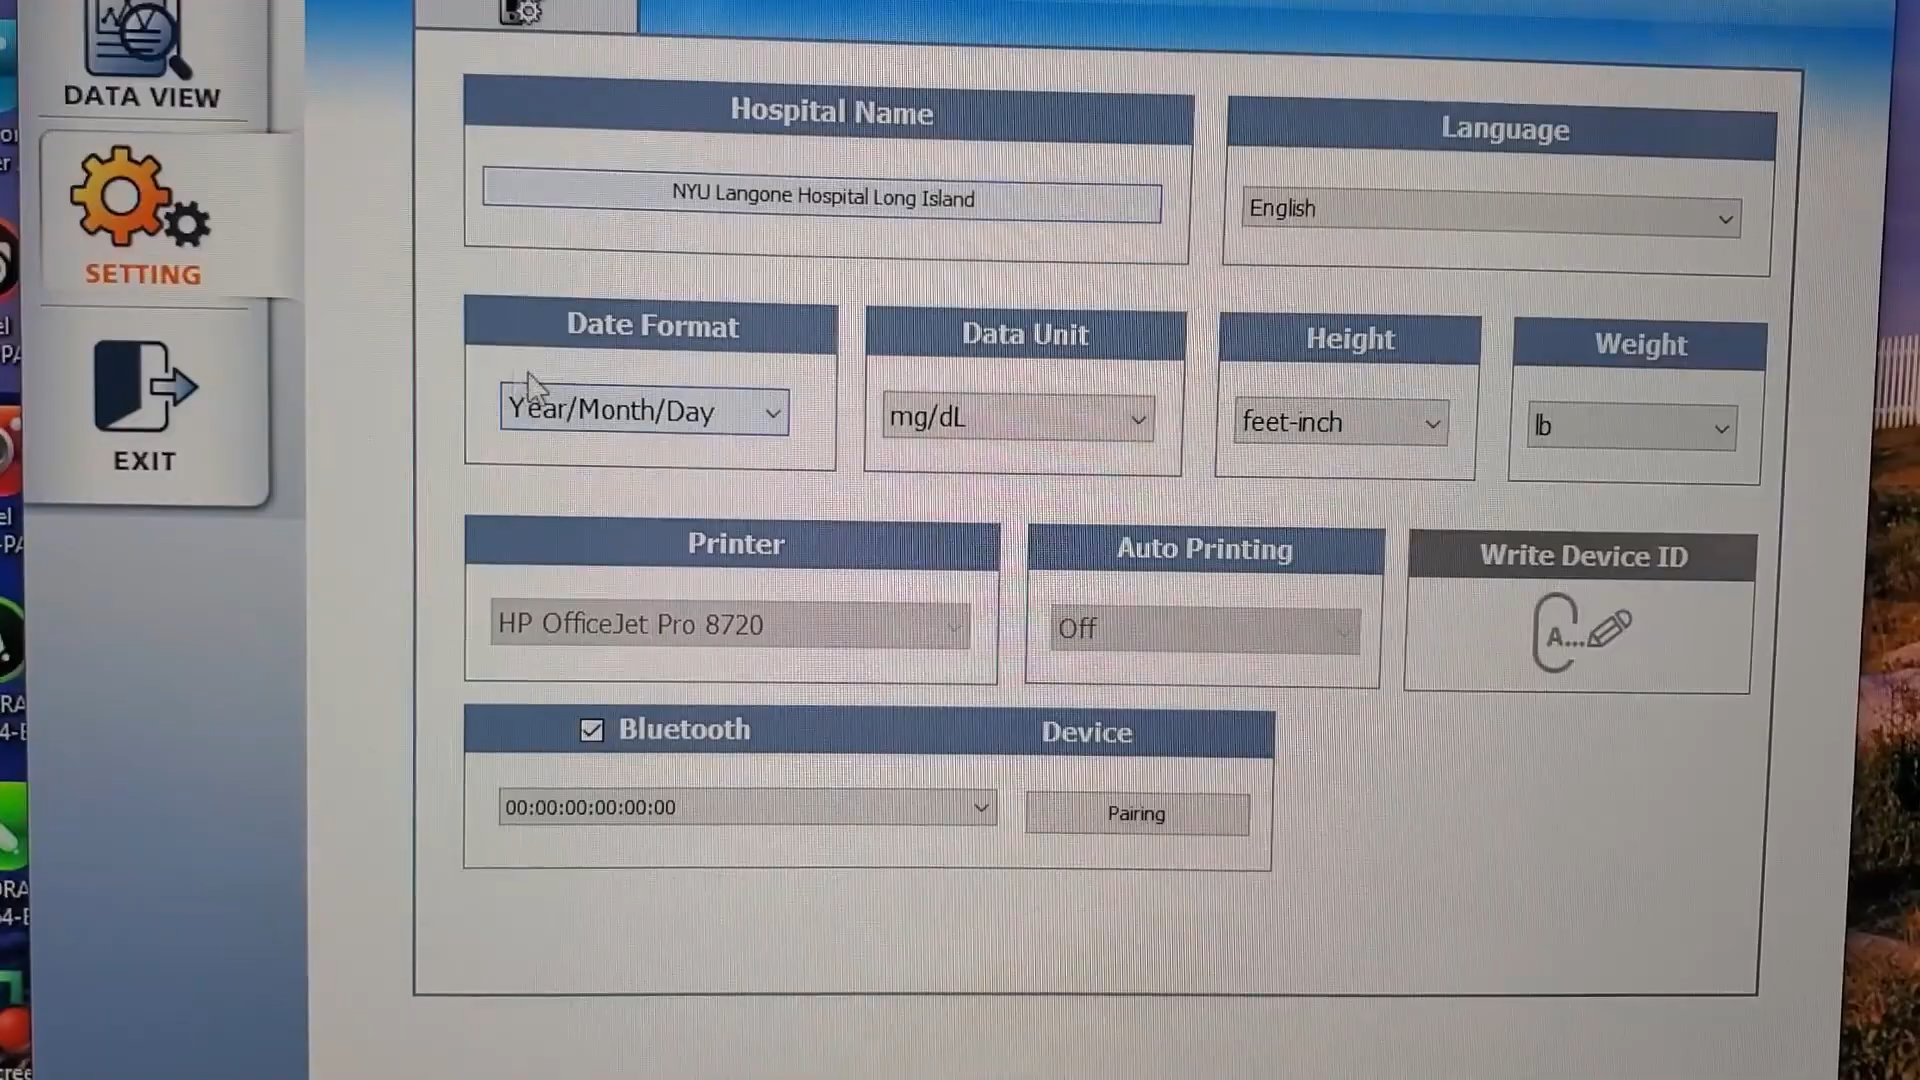 DATA VIEW
SETTING
EXIT
Hospital Name
NYU Langone Hospital Long Island
Language
English
Date Format
Year/Month/Day
Data Unit
mg/dL
Height
feet-inch
Weight
lb
Printer
HP OfficeJet Pro 8720
Auto Printing
Off
Write Device ID
A...
Bluetooth
Device
00:00:00:00:00:00
Pairing